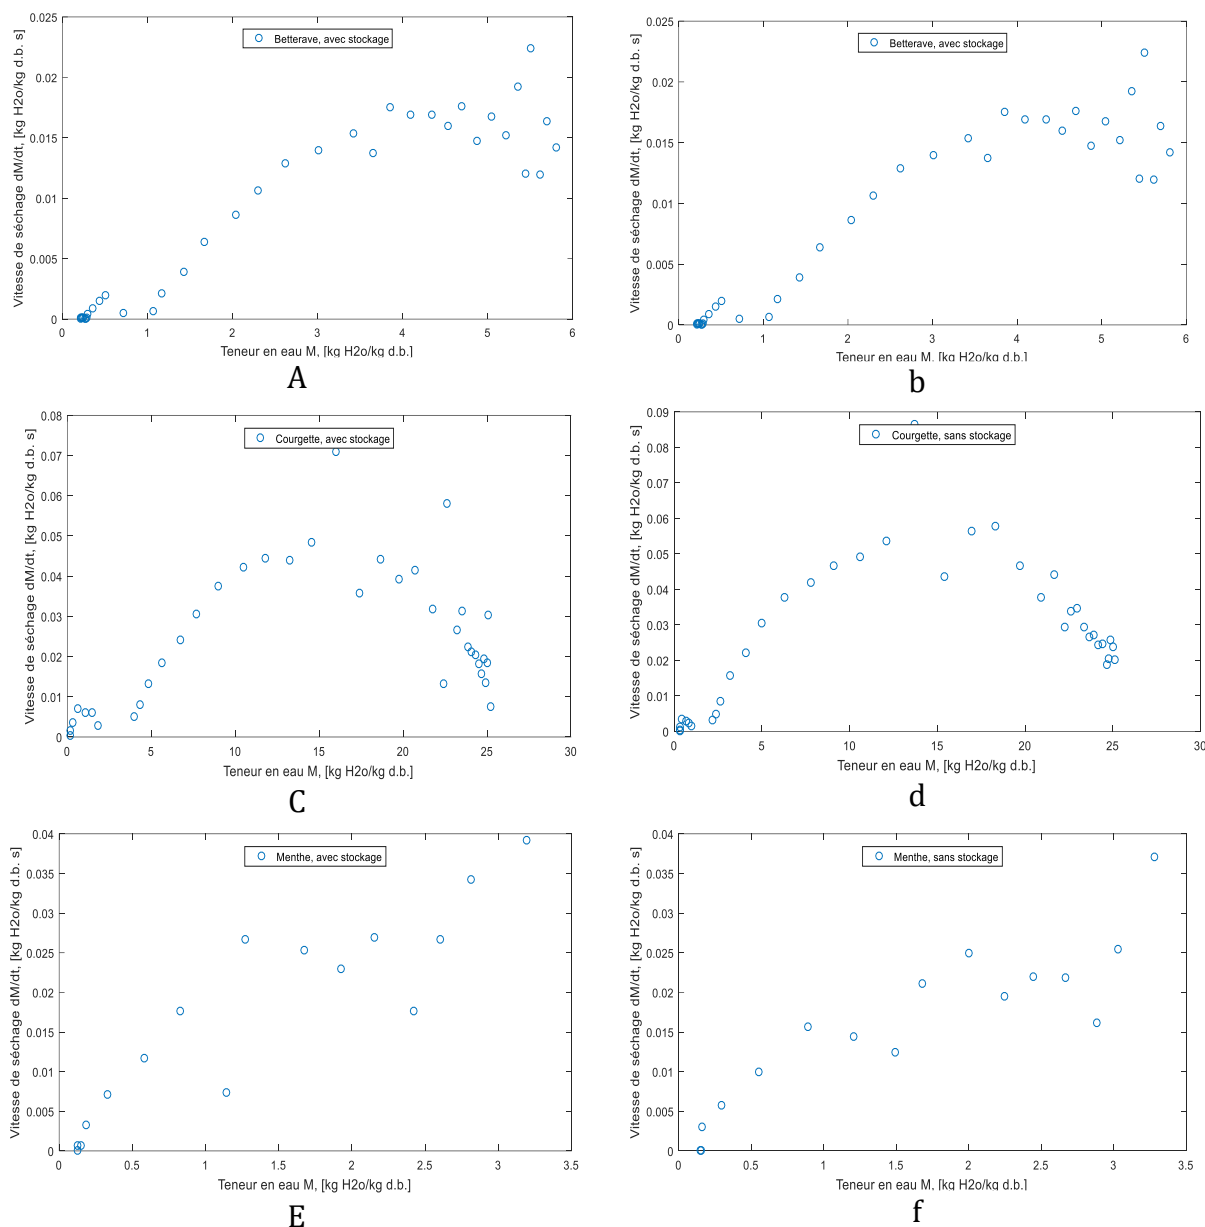 Betterave, avec stockage
Vitesse de séchage dM/dt, [kg H2o/kg d.b. s]
0.025
0.02
0.015
0.01
0.005
0
0 1 2 3 4 5 6
Teneur en eau M, [kg H2o/kg d.b.]
A
Betterave, avec stockage
Vitesse de séchage dM/dt, [kg H2o/kg d.b. s]
0.025
0.02
0.015
0.01
0.005
0
0 1 2 3 4 5 6
Teneur en eau M, [kg H2o/kg d.b.]
b
Courgette, avec stockage
Vitesse de séchage dM/dt, [kg H2o/kg d.b. s]
0.08
0.07
0.06
0.05
0.04
0.03
0.02
0.01
0
0 5 10 15 20 25 30
Teneur en eau M, [kg H2o/kg d.b.]
C
Courgette, sans stockage
Vitesse de séchage dM/dt, [kg H2o/kg d.b. s]
0.09
0.08
0.07
0.06
0.05
0.04
0.03
0.02
0.01
0
0 5 10 15 20 25 30
Teneur en eau M, [kg H2o/kg d.b.]
d
Menthe, avec stockage
Vitesse de séchage dM/dt, [kg H2o/kg d.b. s]
0.04
0.035
0.03
0.025
0.02
0.015
0.01
0.005
0
0 0.5 1 1.5 2 2.5 3 3.5
Teneur en eau M, [kg H2o/kg d.b.]
E
Menthe, sans stockage
Vitesse de séchage dM/dt, [kg H2o/kg d.b. s]
0.04
0.035
0.03
0.025
0.02
0.015
0.01
0.005
0
0 0.5 1 1.5 2 2.5 3 3.5
Teneur en eau M, [kg H2o/kg d.b.]
f